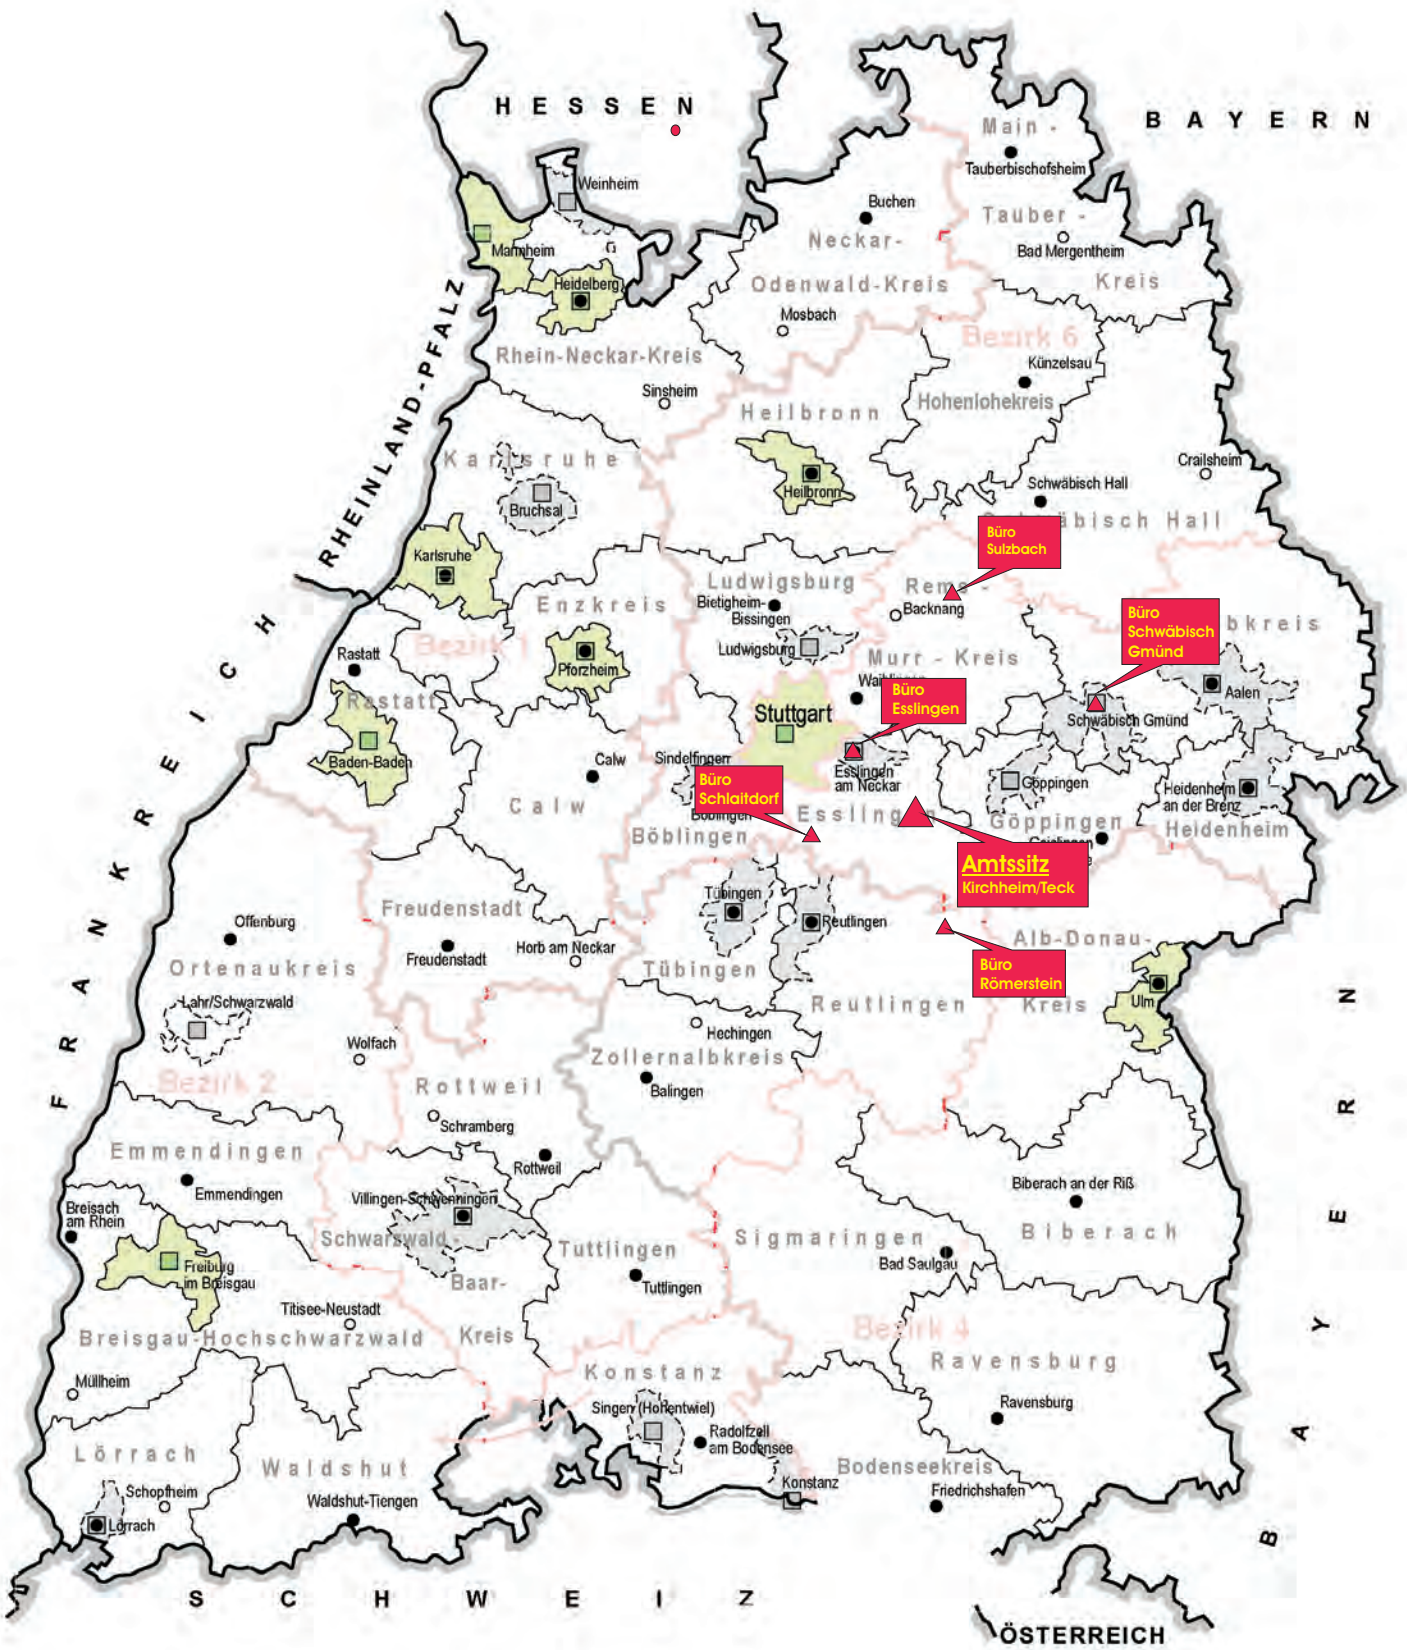 HESSEN
BAYERN
Main -
Tauberbischofsheim
Weinheim
Buchen
Tauber -
Neckar-
Bad Mergentheim
Mannheim
Kreis
Heidelberg
Odenwald-Kreis
Mosbach
RHEINLAND-PFALZ
Bezirk 6
Rhein-Neckar-Kreis
Künzelsau
Sinsheim
Hohenlohekreis
Heilbronn
Karlsruhe
Crailsheim
Schwäbisch Hall
Heilbronn
Bruchsal
äbisch Hall
Büro
Sulzbach
Karlsruhe
Ludwigsburg
Rems -
Enzkreis
Bietigheim-
Bissingen
Backnang
Büro
Schwäbisch
Gmünd
bkreis
Bezirk 1
Ludwigsburg
Murr - Kreis
Rastatt
Pforzheim
Büro
Esslingen
Aalen
Rastatt
Stuttgart
Schwäbisch Gmünd
FRANKREICH
Baden-Baden
Calw
Sindelfingen
Esslingen
am Neckar
Göppingen
Heidenheim
an der Brenz
Büro
Schlaitdorf
Calw
Böblingen
Essling
Göppingen
Heidenheim
Böblingen
Amtssitz
Kirchheim/Teck
Tübingen
Freudenstadt
Reutlingen
Offenburg
Horb am Neckar
Freudenstadt
Alb-Donau-
Ortenaukreis
Tübingen
Büro
Römerstein
Lahr/Schwarzwald
Reutlingen
Kreis
Ulm
Hechingen
Wolfach
Zollernalbkreis
Bezirk 2
Rottweil
Balingen
Schramberg
BAYERN
Emmendingen
Rottweil
Emmendingen
Villingen-Schwenningen
Biberach an der Riß
Breisach
am Rhein
Schwarzwald -
Sigmaringen
Biberach
Tuttlingen
Freiburg
im Breisgau
Bad Saulgau
Baar-
Tuttlingen
Titisee-Neustadt
Bezirk 4
Breisgau-Hochschwarzwald
Kreis
Ravensburg
Konstanz
Müllheim
Singen (Hohentwiel)
Ravensburg
Radolfzell
am Bodensee
Lörrach
Waldshut
Bodenseekreis
Konstanz
Schopfheim
Friedrichshafen
Waldshut-Tiengen
Lörrach
SCHWEIZ
ÖSTERREICH